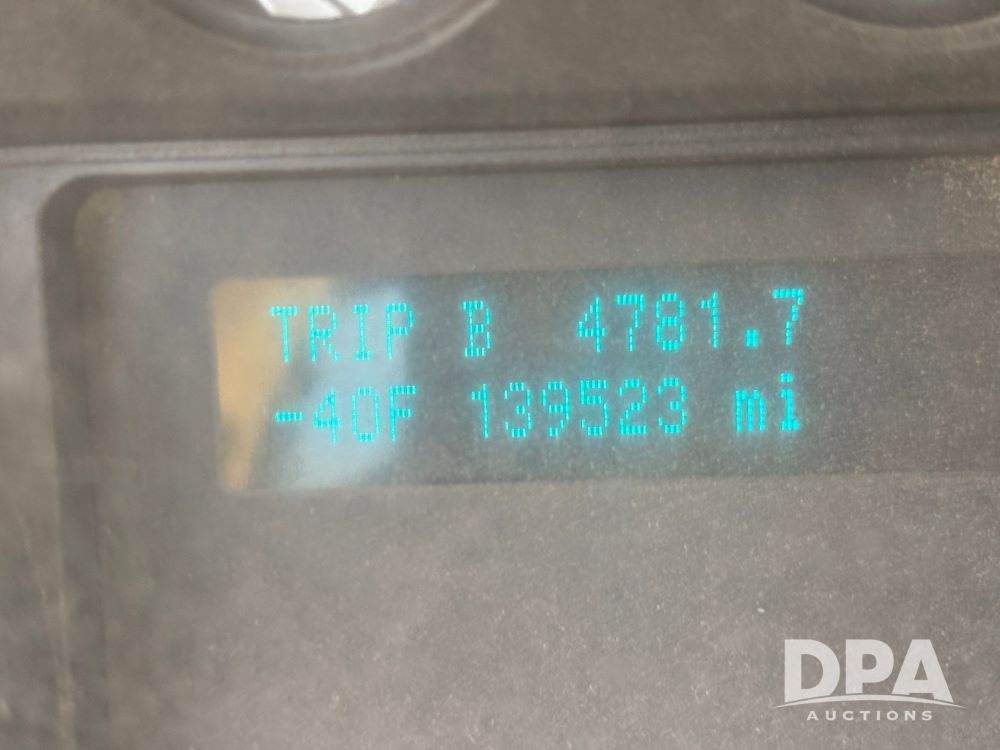 TRIP B 4781.7
-40F 139523 mi
DPA
AUCTIONS